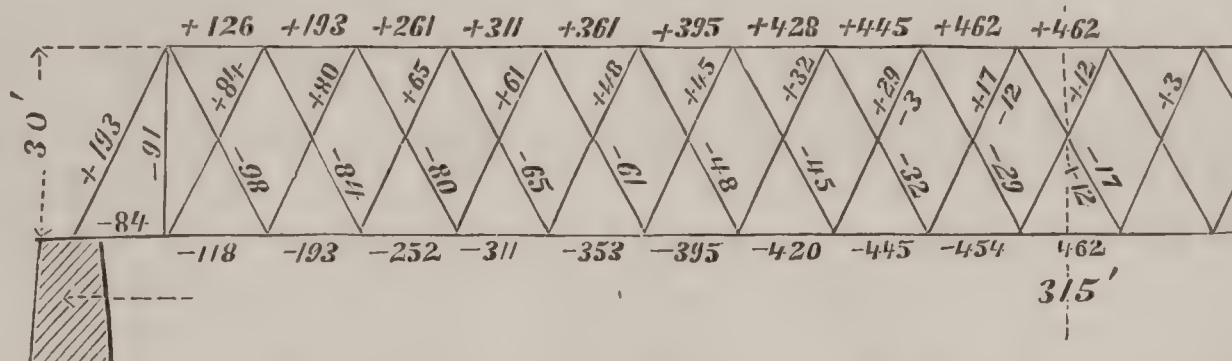 +126 +193 +261 +311 +361 +395 +428 +445 +462 +462
30'
+193
-91
+84 +80 +65 +61 +48 +45 +32 +29 -3 +17 -12 +12 +3
-98 -84 -80 -65 -61 -48 -45 -32 -29 +12 -17
-84
-118 -193 -252 -311 -353 -395 -420 -445 -454 462
315'